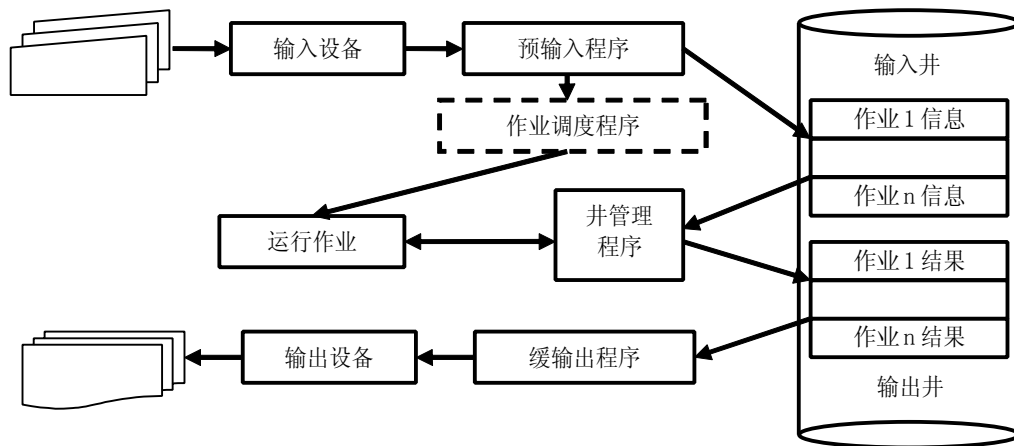 输入设备
预输入程序
输入井
作业调度程序
作业1信息
作业n信息
运行作业
井管理
程序
作业1结果
作业n结果
输出设备
缓输出程序
输出井